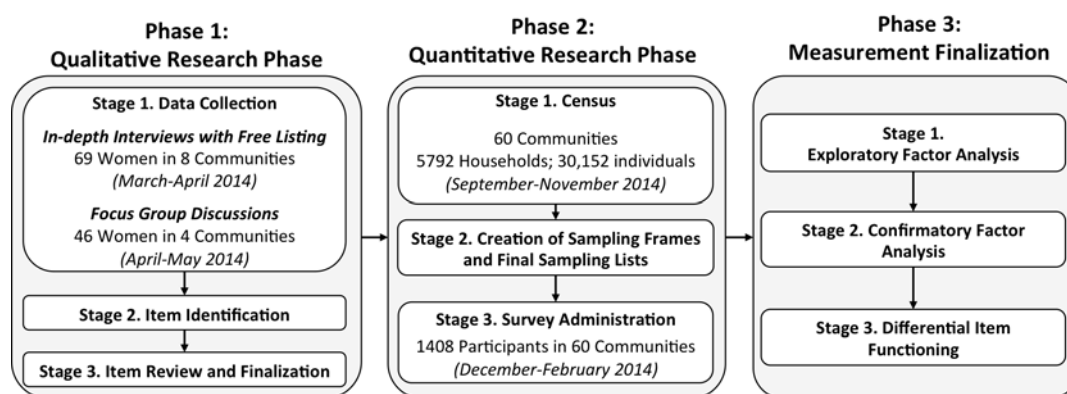 Phase 1:
Qualitative Research Phase
Stage 1. Data Collection
In-depth Interviews with Free Listing
69 Women in 8 Communities
(March-April 2014)
Focus Group Discussions
46 Women in 4 Communities
(April-May 2014)
Stage 2. Item Identification
Stage 3. Item Review and Finalization
Phase 2:
Quantitative Research Phase
Stage 1. Census
60 Communities
5792 Households; 30,152 individuals
(September-November 2014)
Stage 2. Creation of Sampling Frames
and Final Sampling Lists
Stage 3. Survey Administration
1408 Participants in 60 Communities
(December-February 2014)
Phase 3:
Measurement Finalization
Stage 1.
Exploratory Factor Analysis
Stage 2. Confirmatory Factor
Analysis
Stage 3. Differential Item
Functioning